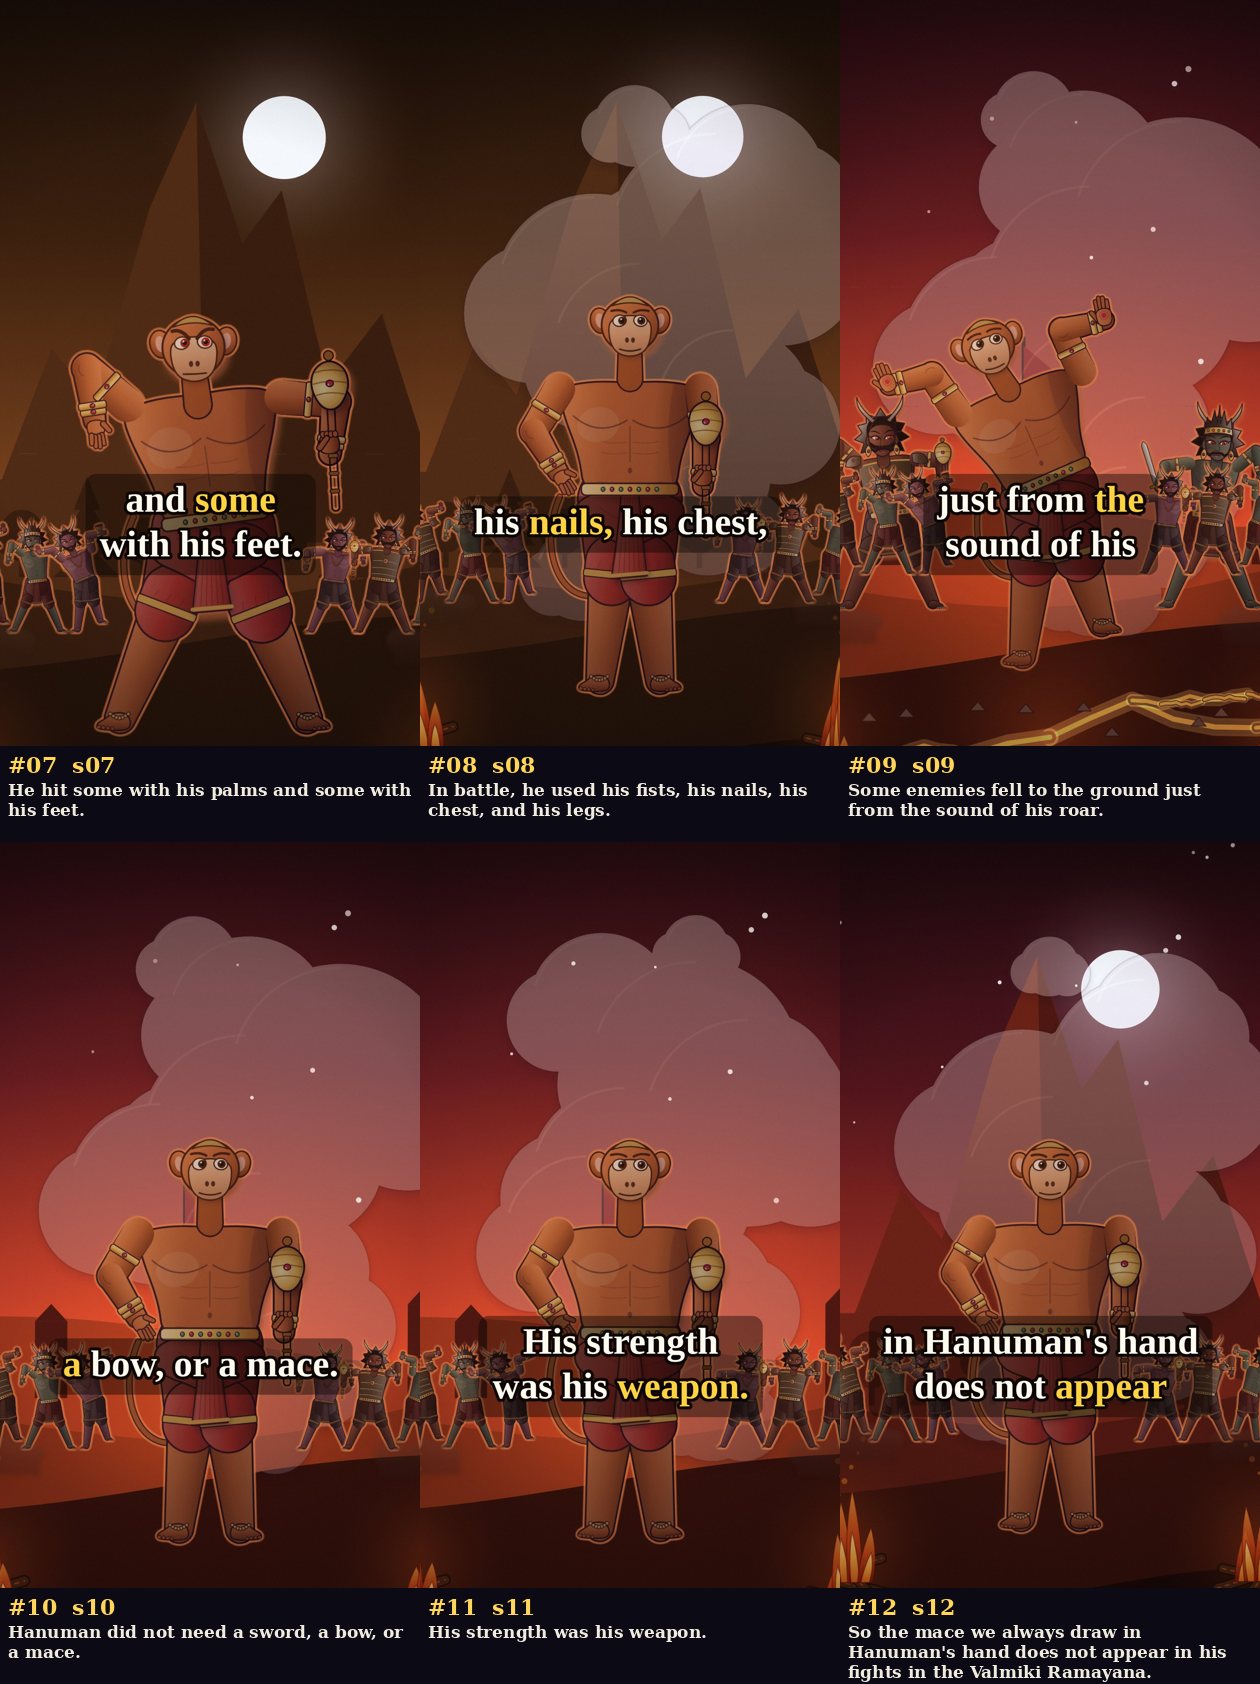 and some
with his feet.
#07 s07
He hit some with his palms and some with
his feet.
his nails, his chest,
#08 s08
In battle, he used his fists, his nails, his
chest, and his legs.
just from the
sound of his
#09 s09
Some enemies fell to the ground just
from the sound of his roar.
a bow, or a mace.
#10 s10
Hanuman did not need a sword, a bow, or
a mace.
His strength
was his weapon.
#11 s11
His strength was his weapon.
in Hanuman's hand
does not appear
#12 s12
So the mace we always draw in
Hanuman's hand does not appear in his
fights in the Valmiki Ramayana.